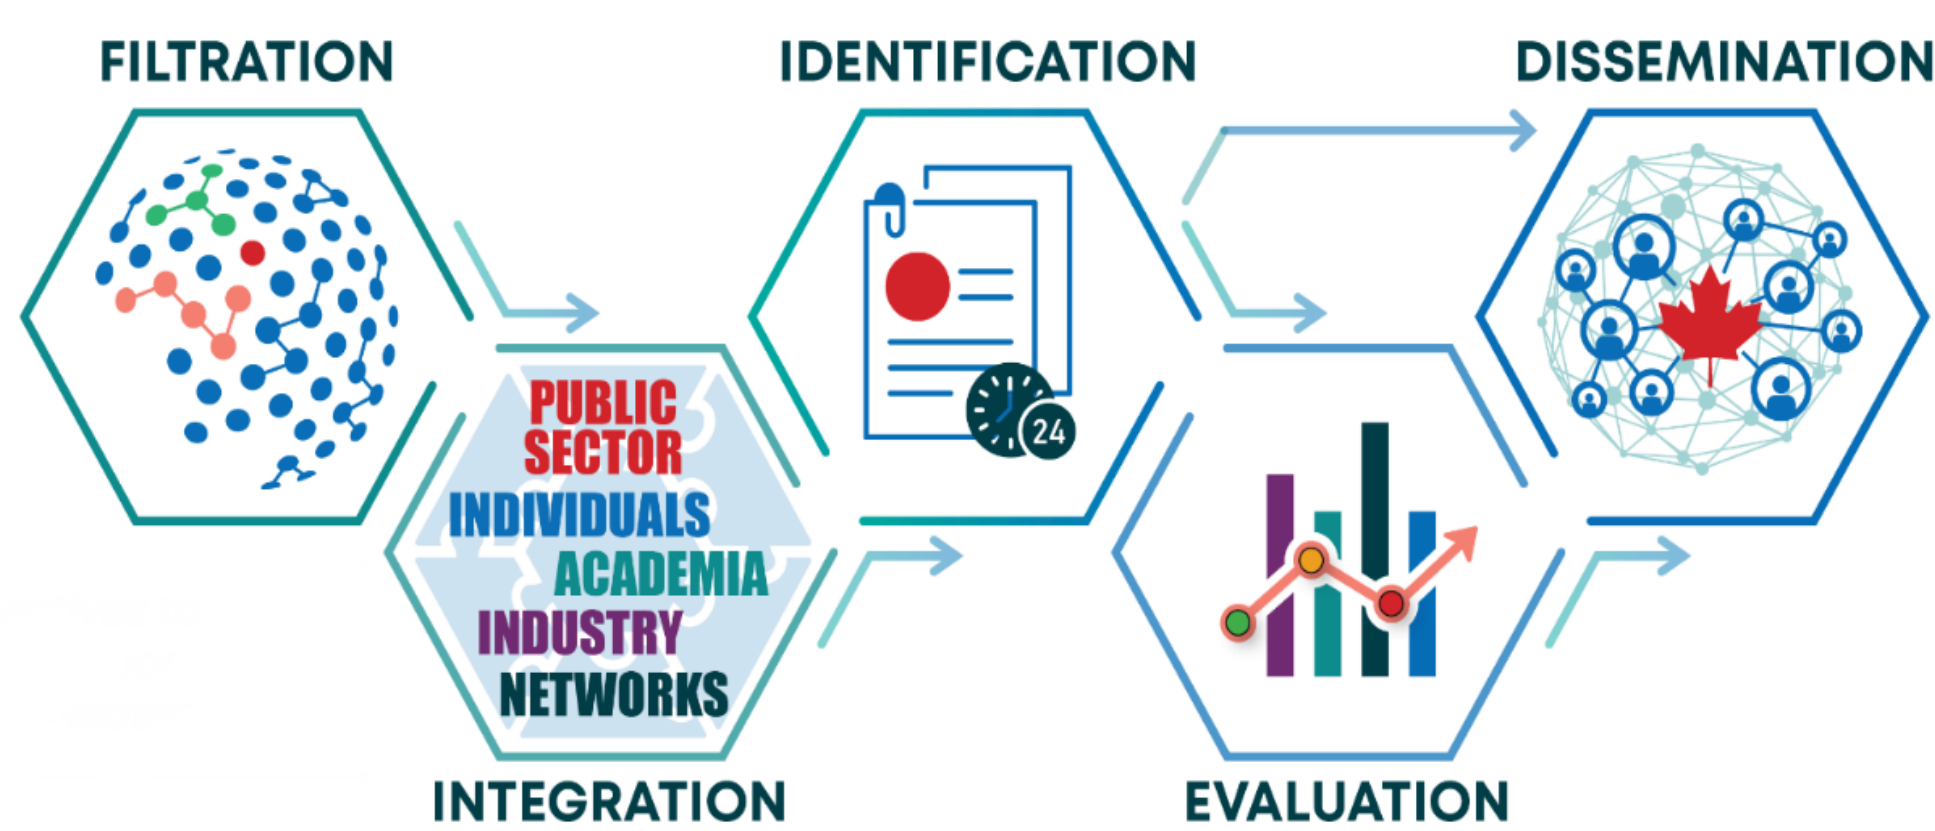 FILTRATION
IDENTIFICATION
DISSEMINATION
PUBLIC
SECTOR
INDIVIDUALS
ACADEMIA
INDUSTRY
NETWORKS
24
INTEGRATION
EVALUATION